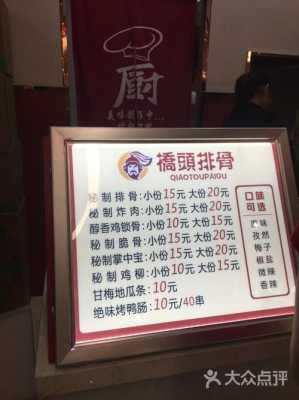 厨
美味制作中...
橋頭排骨
QIAOTOUPAIGU
秘制排骨:小份15元 大份20元
秘制炸肉:小份15元 大份20元
醇香鸡锁骨:小份10元 大份15元
秘制脆骨:小份15元 大份20元
秘制掌中宝:小份15元 大份20元
秘制鸡柳:小份10元 大份15元
甘梅地瓜条:10元
绝味烤鸭肠:10元/40串
口味
可选
味
孜然
梅子
椒盐
微辣
香辣
大众点评